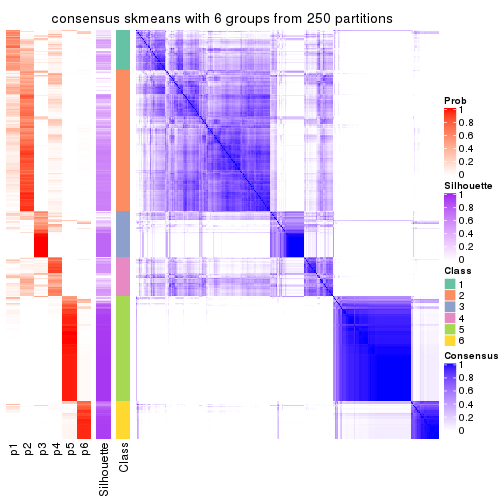 consensus skmeans with 6 groups from 250 partitions
Prob
1
0.8
0.6
0.4
0.2
0
Silhouette
1
0.8
0.6
0.4
0.2
0
Class
1
2
3
4
5
6
Consensus
1
0.8
0.6
0.4
0.2
0
p1
p2
p3
p4
p5
p6
Silhouette
Class